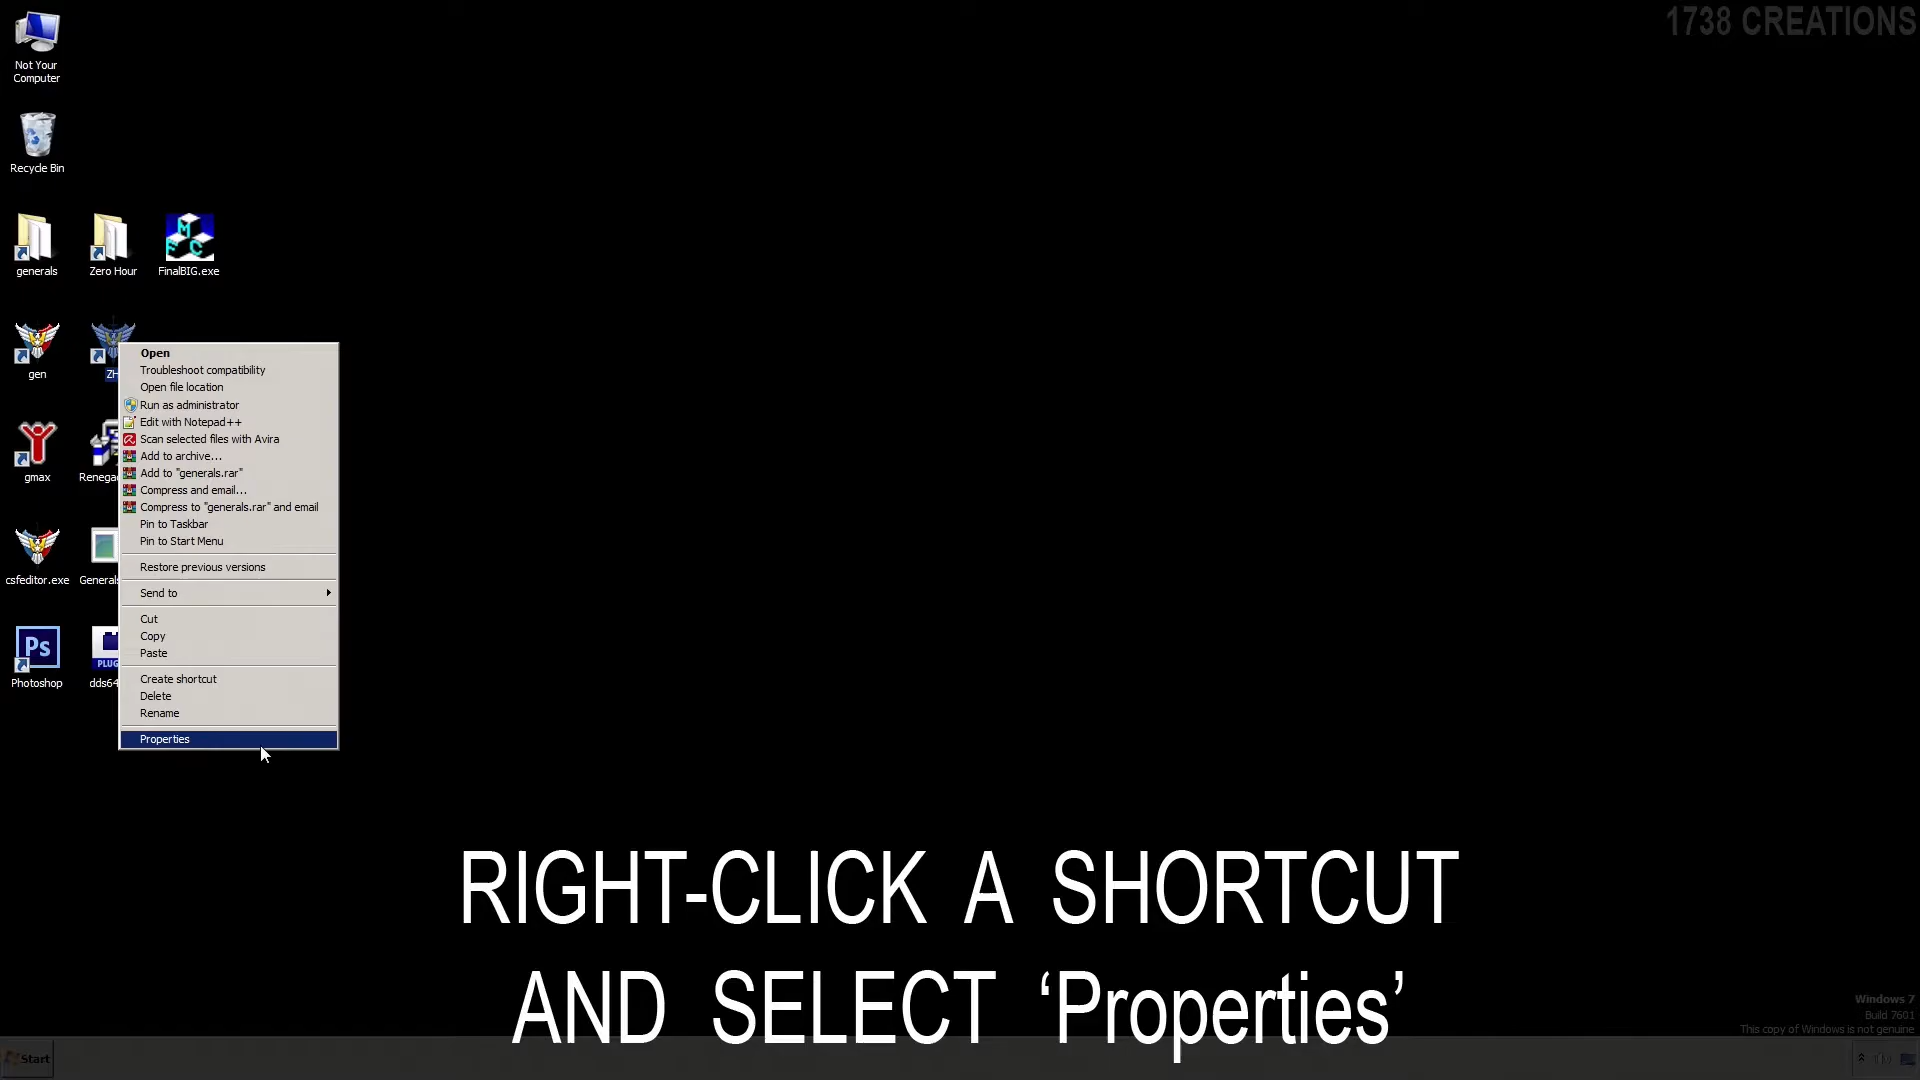 1738 CREATIONS
Not Your
Computer
Recycle Bin
generals
Zero Hour
FinalBIG.exe
gen
ZH
gmax
Renega
csfeditor.exe
Generals
Ps
Photoshop
PLUG
dds64
Open
Troubleshoot compatibility
Open file location
Run as administrator
Edit with Notepad++
Scan selected files with Avira
Add to archive...
Add to "generals.rar"
Compress and email...
Compress to "generals.rar" and email
Pin to Taskbar
Pin to Start Menu
Restore previous versions
Send to
Cut
Copy
Paste
Create shortcut
Delete
Rename
Properties
RIGHT-CLICK A SHORTCUT
AND SELECT ‘Properties’
Windows 7
Build 7601
This copy of Windows is not genuine
Start